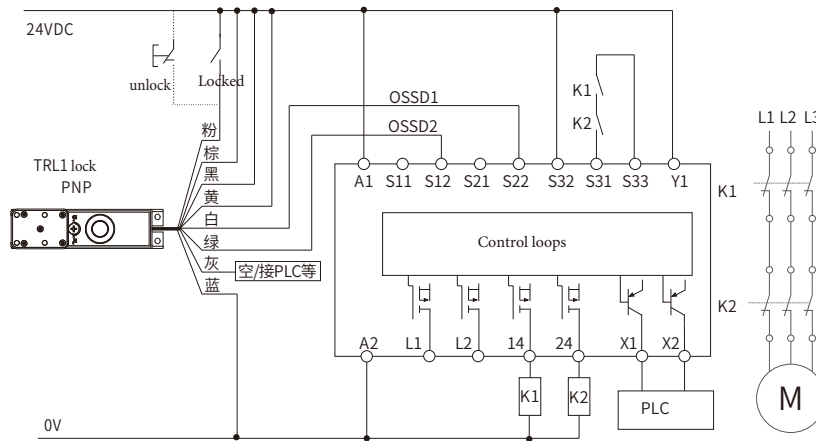 24VDC
unlock
Locked
OSSD1
OSSD2
K1
K2
TRL1 lock
PNP
粉
棕
黑
黄
白
绿
灰
蓝
空/接PLC等
A1 S11 S12 S21 S22 S32 S31 S33 Y1
Control loops
A2 L1 L2 14 24 X1 X2
K1 K2
PLC
0V
L1 L2 L3
K1
K2
M